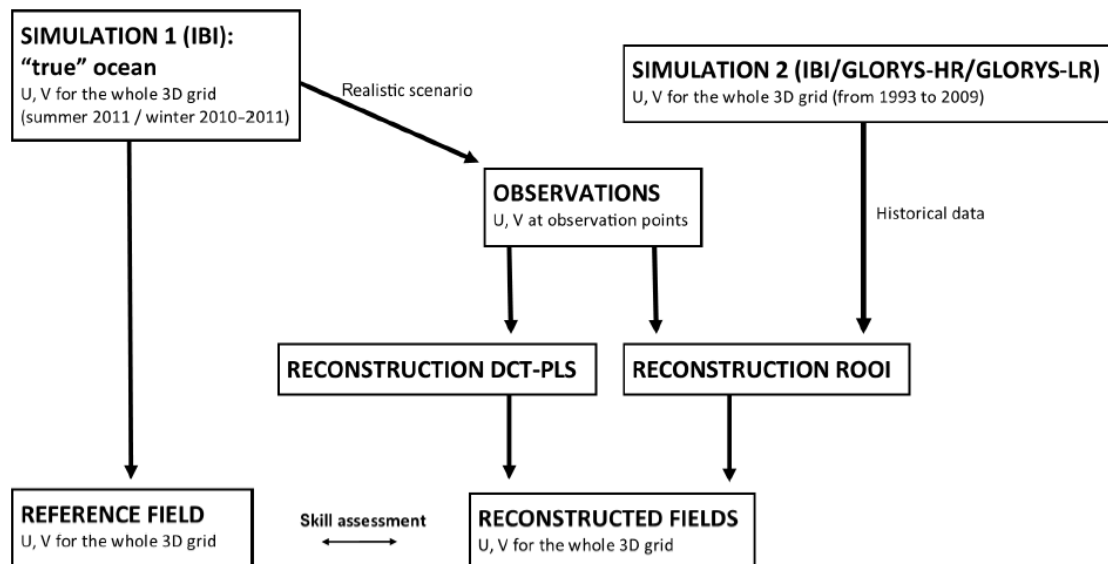 SIMULATION 1 (IBI):
“true” ocean
U, V for the whole 3D grid
(summer 2011 / winter 2010–2011)
Realistic scenario
SIMULATION 2 (IBI/GLORYS-HR/GLORYS-LR)
U, V for the whole 3D grid (from 1993 to 2009)
OBSERVATIONS
U, V at observation points
Historical data
RECONSTRUCTION DCT-PLS
RECONSTRUCTION ROOI
REFERENCE FIELD
U, V for the whole 3D grid
Skill assessment
RECONSTRUCTED FIELDS
U, V for the whole 3D grid